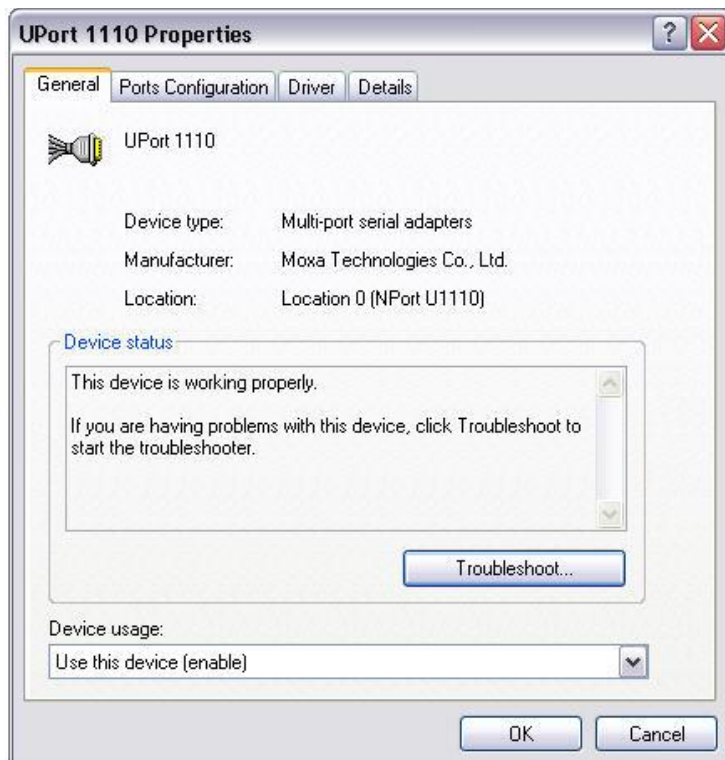 UPort 1110 Properties
General
Ports Configuration
Driver
Details
UPort 1110
Device type: Multi-port serial adapters
Manufacturer: Moxa Technologies Co., Ltd.
Location: Location 0 (NPort U1110)
Device status
This device is working properly.
If you are having problems with this device, click Troubleshoot to
start the troubleshooter.
Troubleshoot...
Device usage:
Use this device (enable)
OK
Cancel